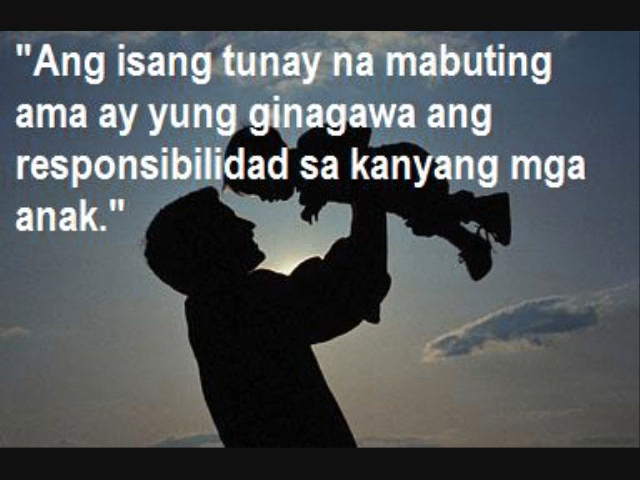 "Ang isang tunay na mabuting
ama ay yung ginagawa ang
responsibilidad sa kanyang mga
anak."